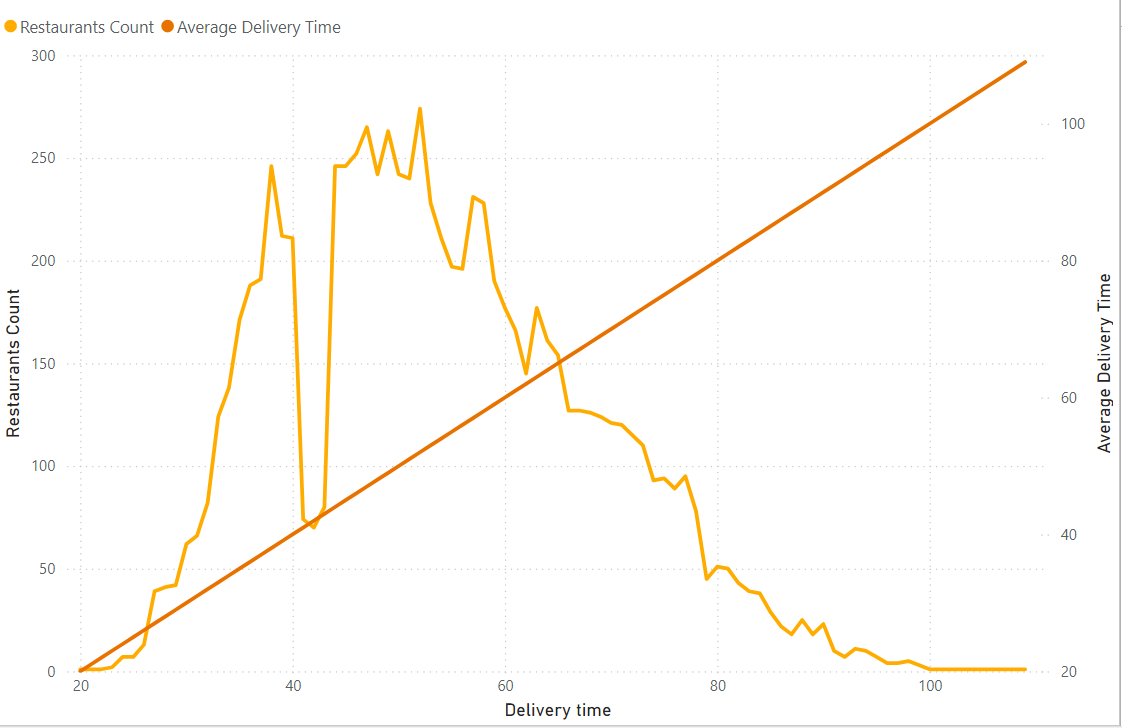 Restaurants Count Average Delivery Time
300
250
200
150
100
50
0
Restaurants Count
100
80
60
40
20
Average Delivery Time
20 40 60 80 100
Delivery time